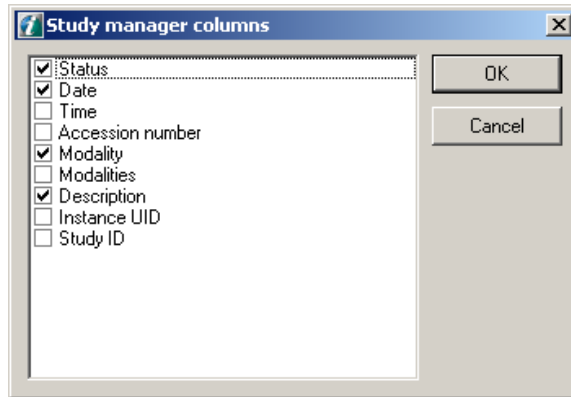 Study manager columns
Status
Date
Time
Accession number
Modality
Modalities
Description
Instance UID
Study ID
OK
Cancel